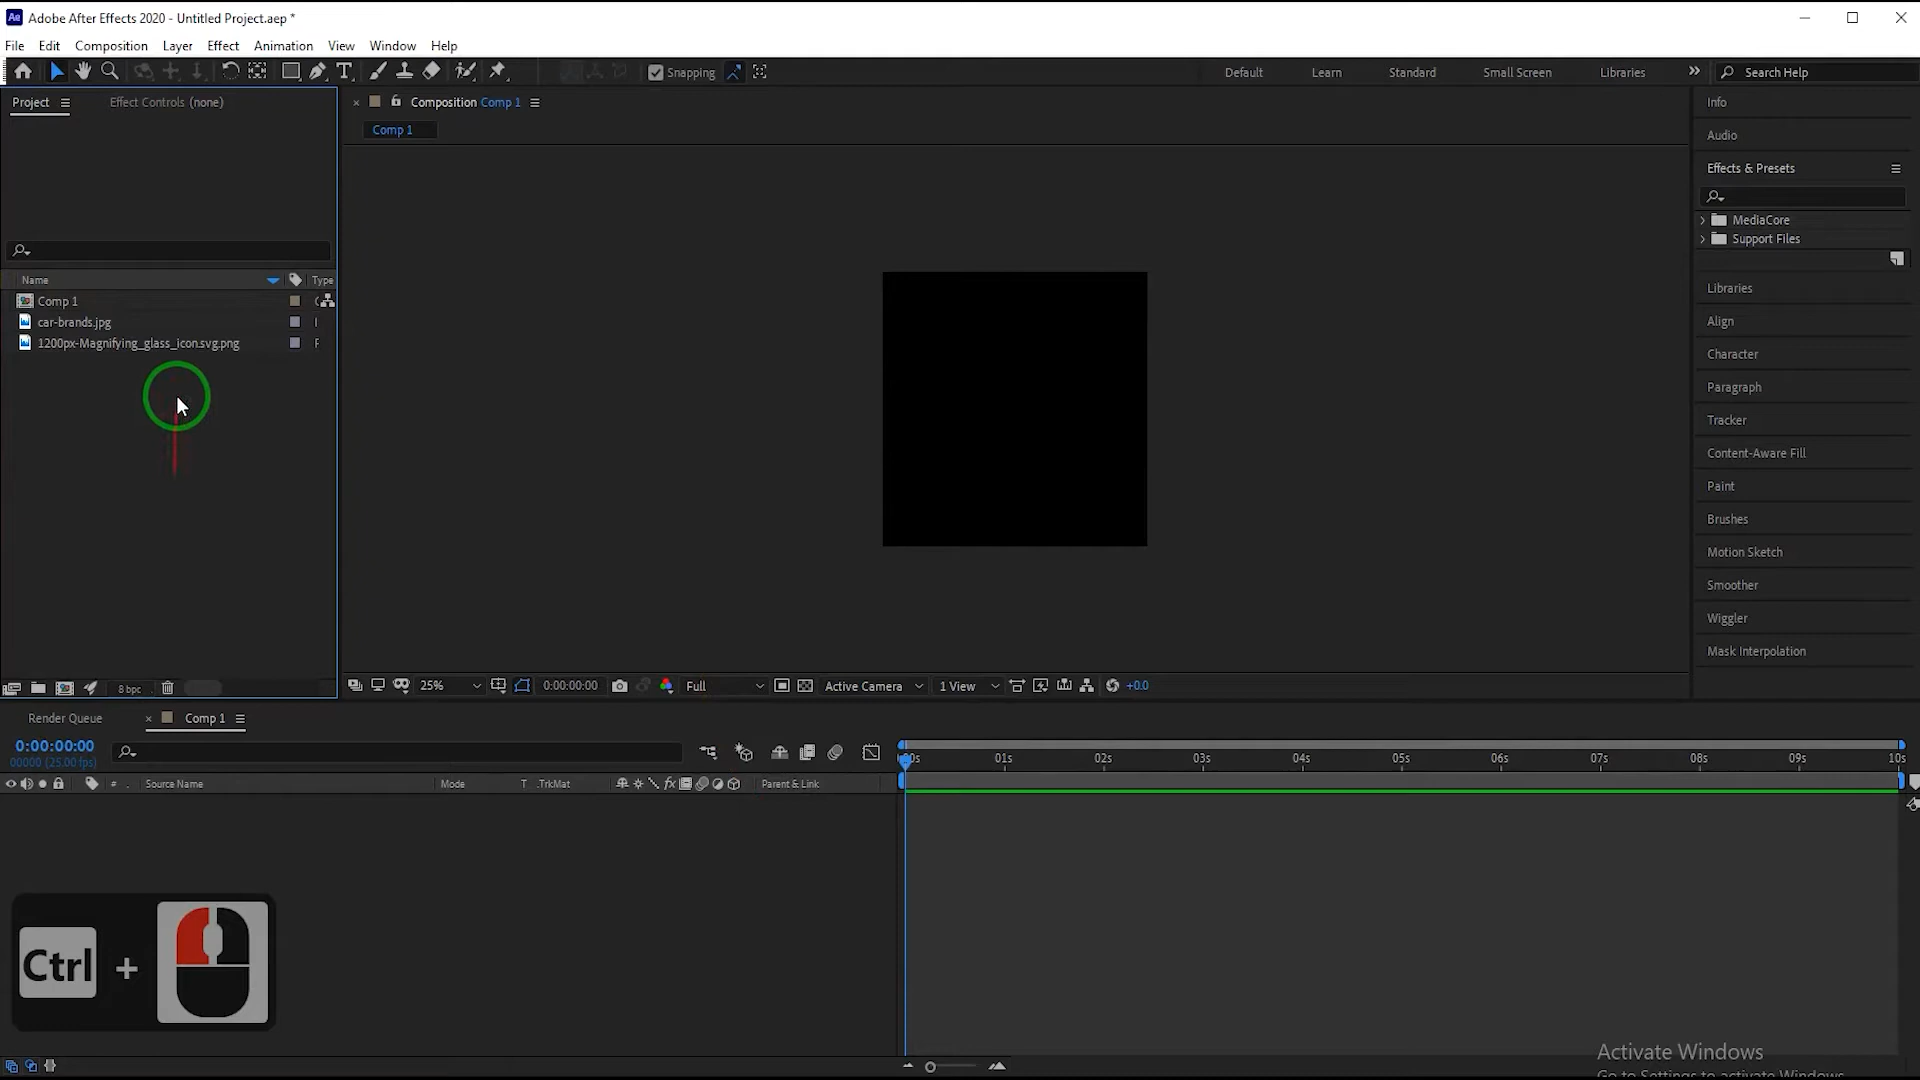 Ae Adobe After Effects 2020 - Untitled Project.aep *
File Edit Composition Layer Effect Animation View Window Help
Snapping Default Learn Standard Small Screen Libraries Search Help
Project Effect Controls (none)
Composition Comp 1
Comp 1
Name Type
Comp 1
car-brands.jpg
1200px-Magnifying_glass_icon.svg.png
8 bpc
25% 0:00:00:00 Full Active Camera 1 View +0.0
Info
Audio
Effects & Presets
MediaCore
Support Files
Libraries
Align
Character
Paragraph
Tracker
Content-Aware Fill
Paint
Brushes
Motion Sketch
Smoother
Wiggler
Mask Interpolation
Render Queue Comp 1
0:00:00:00
00000 (25.00 fps)
01s 02s 03s 04s 05s 06s 07s 08s 09s 10s
# Source Name Mode T .TrkMat fx Parent & Link
Ctrl +
Activate Windows
Go to Settings to activate Windows.